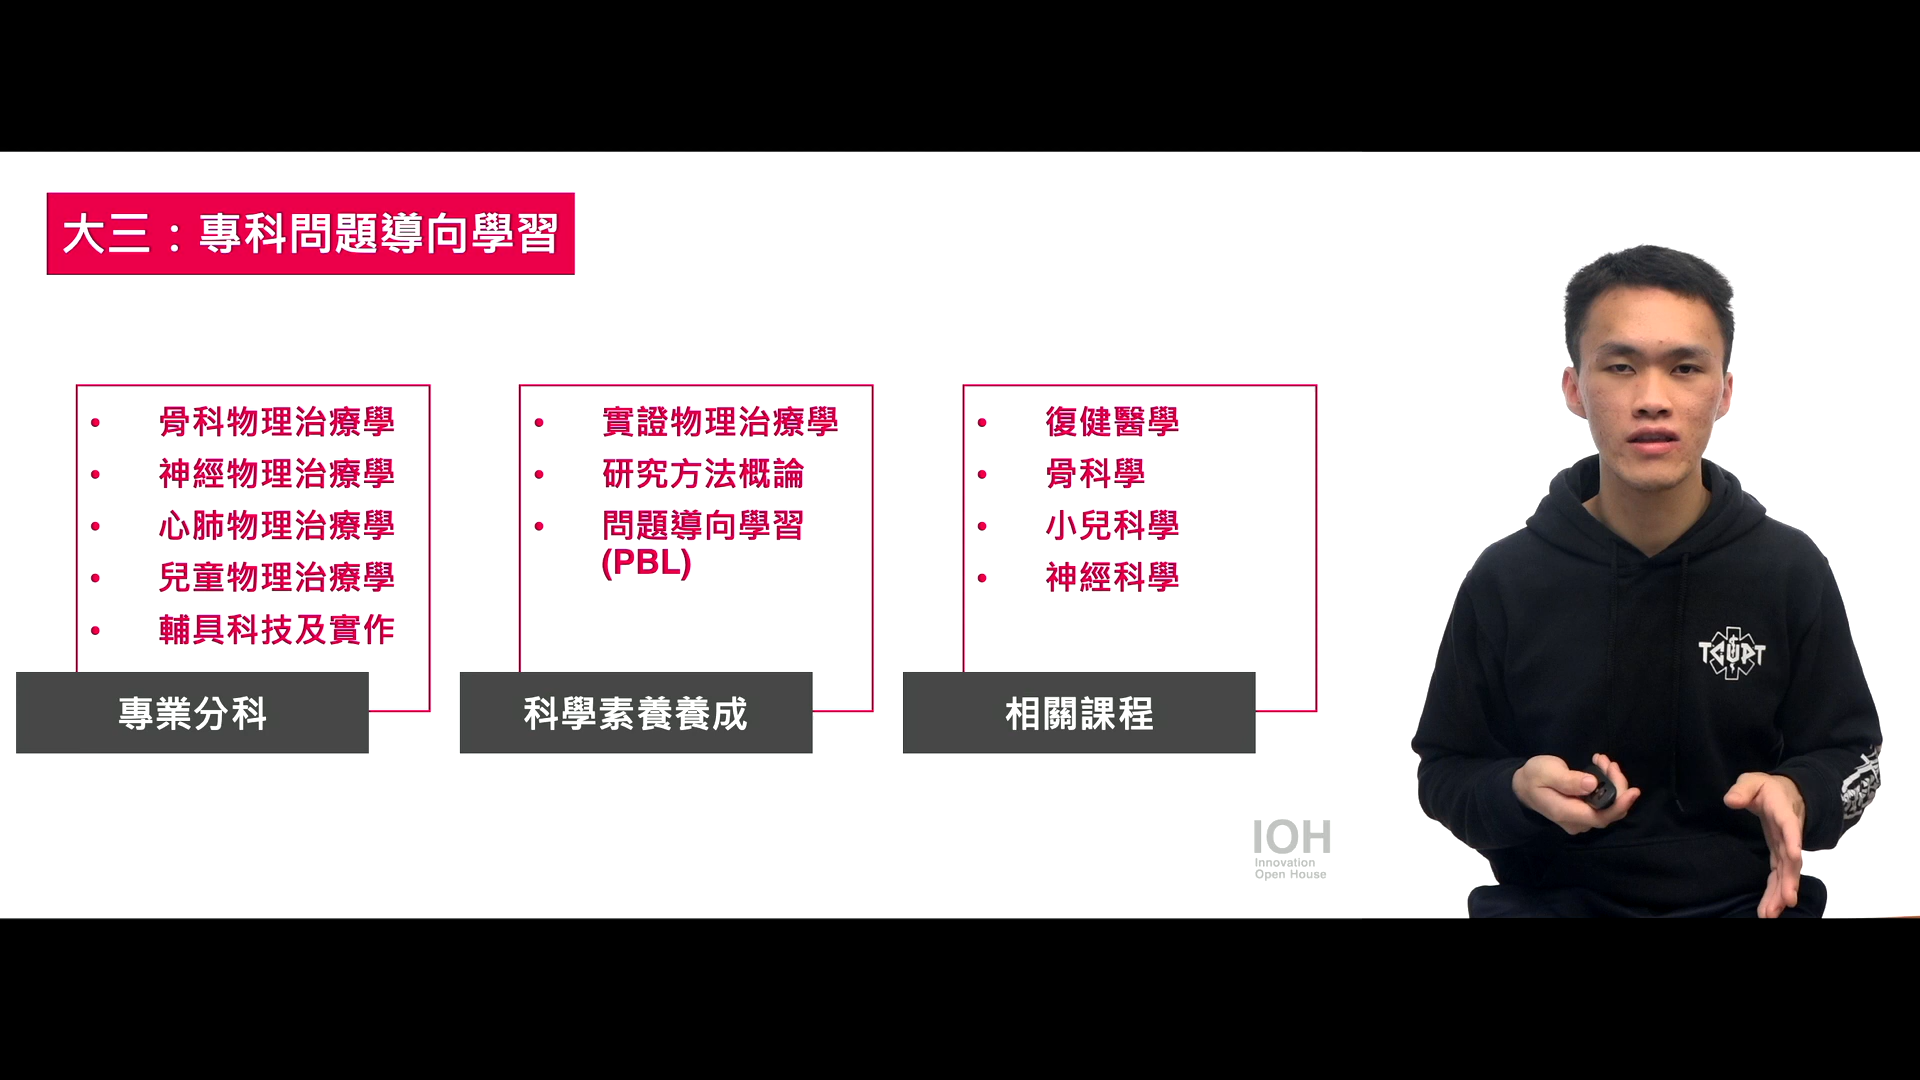 大三：專科問題導向學習
• 骨科物理治療學
• 神經物理治療學
• 心肺物理治療學
• 兒童物理治療學
• 輔具科技及實作
專業分科
• 實證物理治療學
• 研究方法概論
• 問題導向學習
(PBL)
科學素養養成
• 復健醫學
• 骨科學
• 小兒科學
• 神經科學
相關課程
TCUPT
IOH
Innovation
Open House